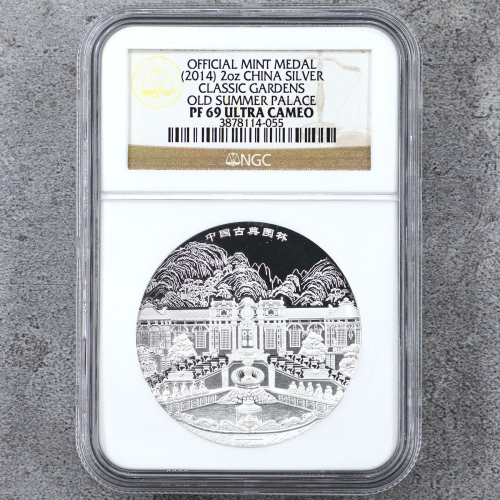 OFFICIAL MINT MEDAL
(2014) 2oz CHINA SILVER
CLASSIC GARDENS
OLD SUMMER PALACE
PF 69 ULTRA CAMEO
3878114-055
NGC
中国古典园林